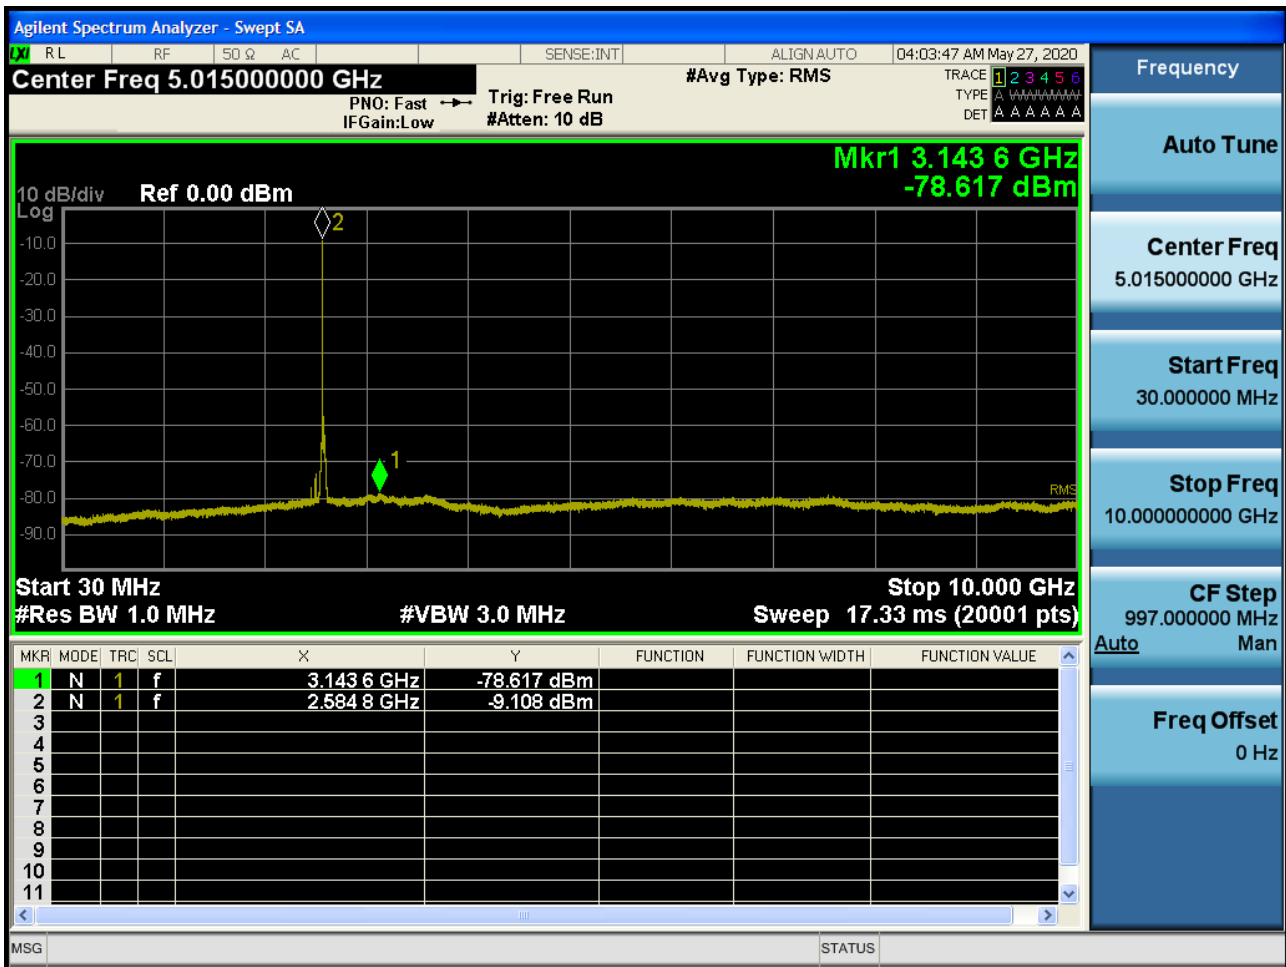 Agilent Spectrum Analyzer - Swept SA
LXI RL RF 50 Ω AC SENSE:INT ALIGN AUTO 04:03:47 AM May 27, 2020
Center Freq 5.015000000 GHz
PNO: Fast
IFGain:Low
Trig: Free Run
#Atten: 10 dB
#Avg Type: RMS
TRACE 1 2 3 4 5 6
TYPE A WWWWW
DET A A A A A A
Mkr1 3.143 6 GHz
-78.617 dBm
10 dB/div Ref 0.00 dBm
Log
-10.0
-20.0
-30.0
-40.0
-50.0
-60.0
-70.0
-80.0
-90.0
2
1
RMS
Start 30 MHz Stop 10.000 GHz
#Res BW 1.0 MHz #VBW 3.0 MHz Sweep 17.33 ms (20001 pts)
MKR MODE TRC SCL X Y FUNCTION FUNCTION WIDTH FUNCTION VALUE
1 N 1 f 3.143 6 GHz -78.617 dBm
2 N 1 f 2.584 8 GHz -9.108 dBm
3
4
5
6
7
8
9
10
11
MSG STATUS
Frequency
Auto Tune
Center Freq
5.015000000 GHz
Start Freq
30.000000 MHz
Stop Freq
10.000000000 GHz
CF Step
997.000000 MHz
Auto Man
Freq Offset
0 Hz